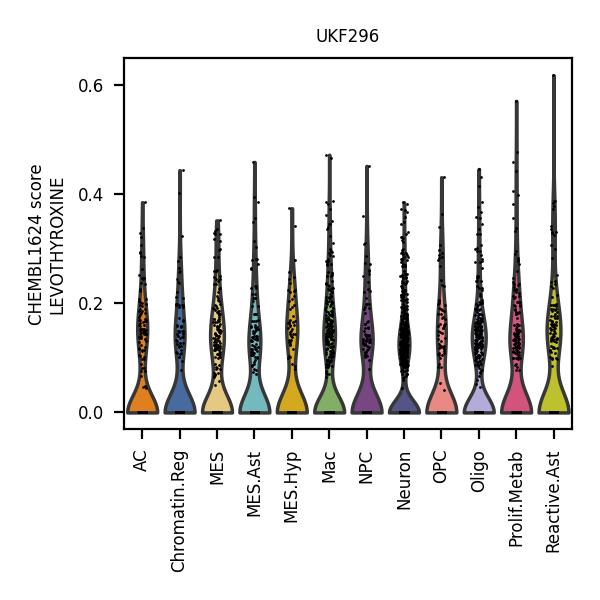 UKF296
CHEMBL1624 score
LEVOTHYROXINE
0.6
0.4
0.2
0.0
AC
Chromatin.Reg
MES
MES.Ast
MES.Hyp
Mac
NPC
Neuron
OPC
Oligo
Prolif.Metab
Reactive.Ast